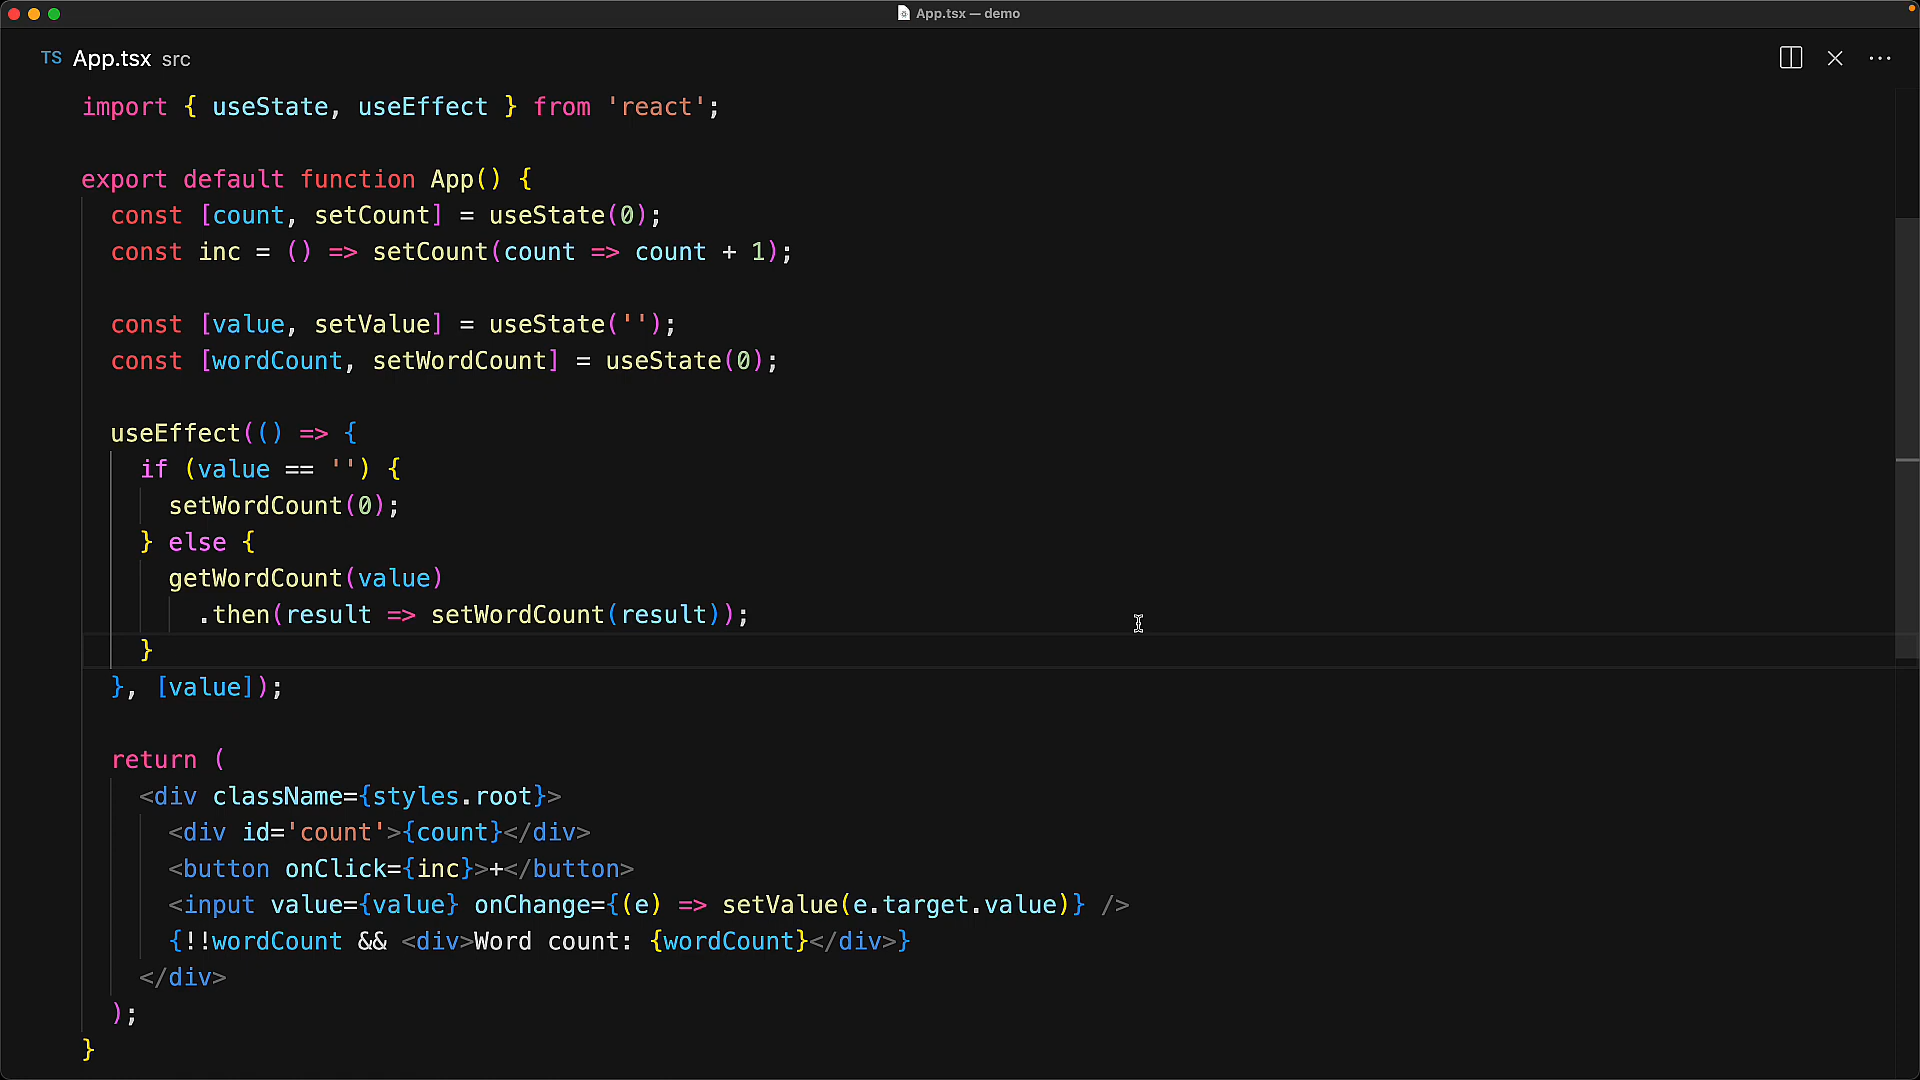 App.tsx — demo
TS App.tsx src
import { useState, useEffect } from 'react';
export default function App() {
const [count, setCount] = useState(0);
const inc = () => setCount(count => count + 1);
const [value, setValue] = useState('');
const [wordCount, setWordCount] = useState(0);
useEffect(() => {
if (value == '') {
setWordCount(0);
} else {
getWordCount(value)
.then(result => setWordCount(result));
}
}, [value]);
return (
<div className={styles.root}>
<div id='count'>{count}</div>
<button onClick={inc}>+</button>
<input value={value} onChange={(e) => setValue(e.target.value)} />
{!!wordCount && <div>Word count: {wordCount}</div>}
</div>
);
}